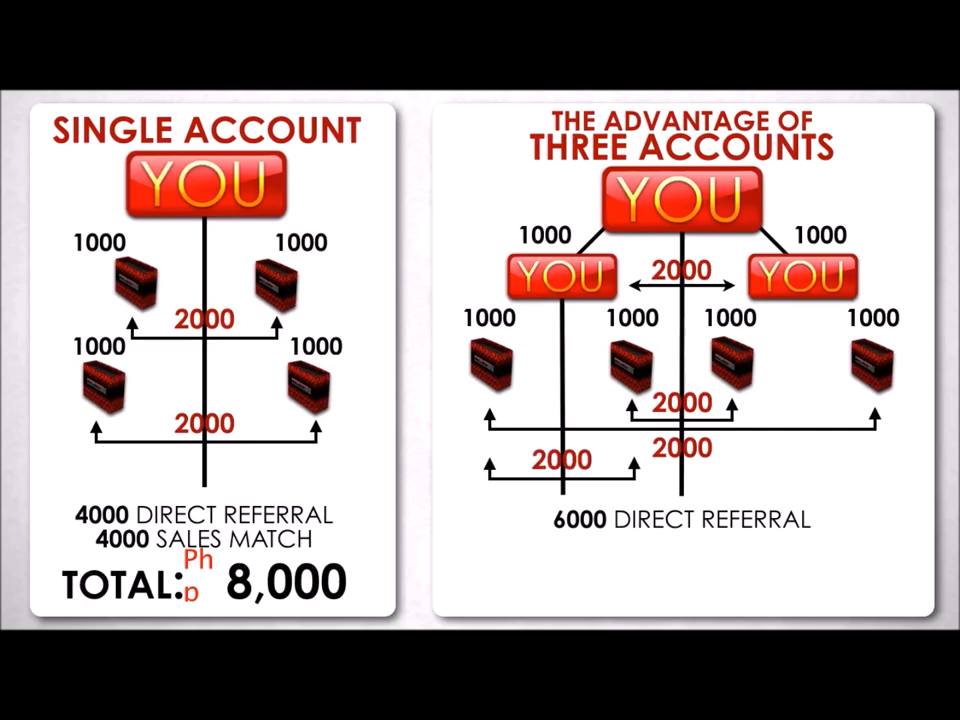 SINGLE ACCOUNT
YOU
1000 1000
2000
1000 1000
2000
4000 DIRECT REFERRAL
4000 SALES MATCH
TOTAL: Php 8,000
THE ADVANTAGE OF
THREE ACCOUNTS
YOU
1000 1000
YOU 2000 YOU
1000 1000 1000 1000
2000
2000
2000
6000 DIRECT REFERRAL